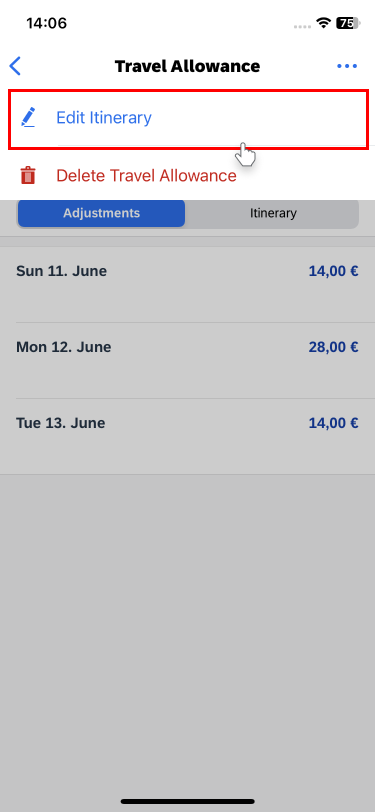 14:06
75
Travel Allowance
Edit Itinerary
Delete Travel Allowance
Adjustments Itinerary
Sun 11. June 14,00 €
Mon 12. June 28,00 €
Tue 13. June 14,00 €